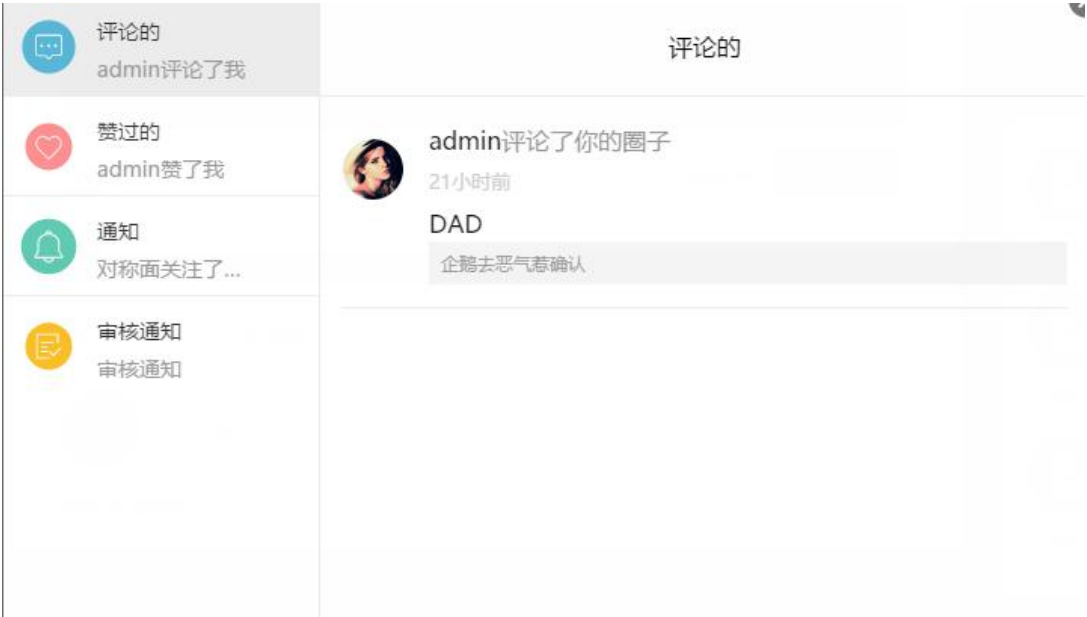 评论的
admin评论了我
赞过的
admin赞了我
通知
对称面关注了...
审核通知
审核通知
评论的
admin评论了你的圈子
21小时前
DAD
企鹅去恶气惹确认